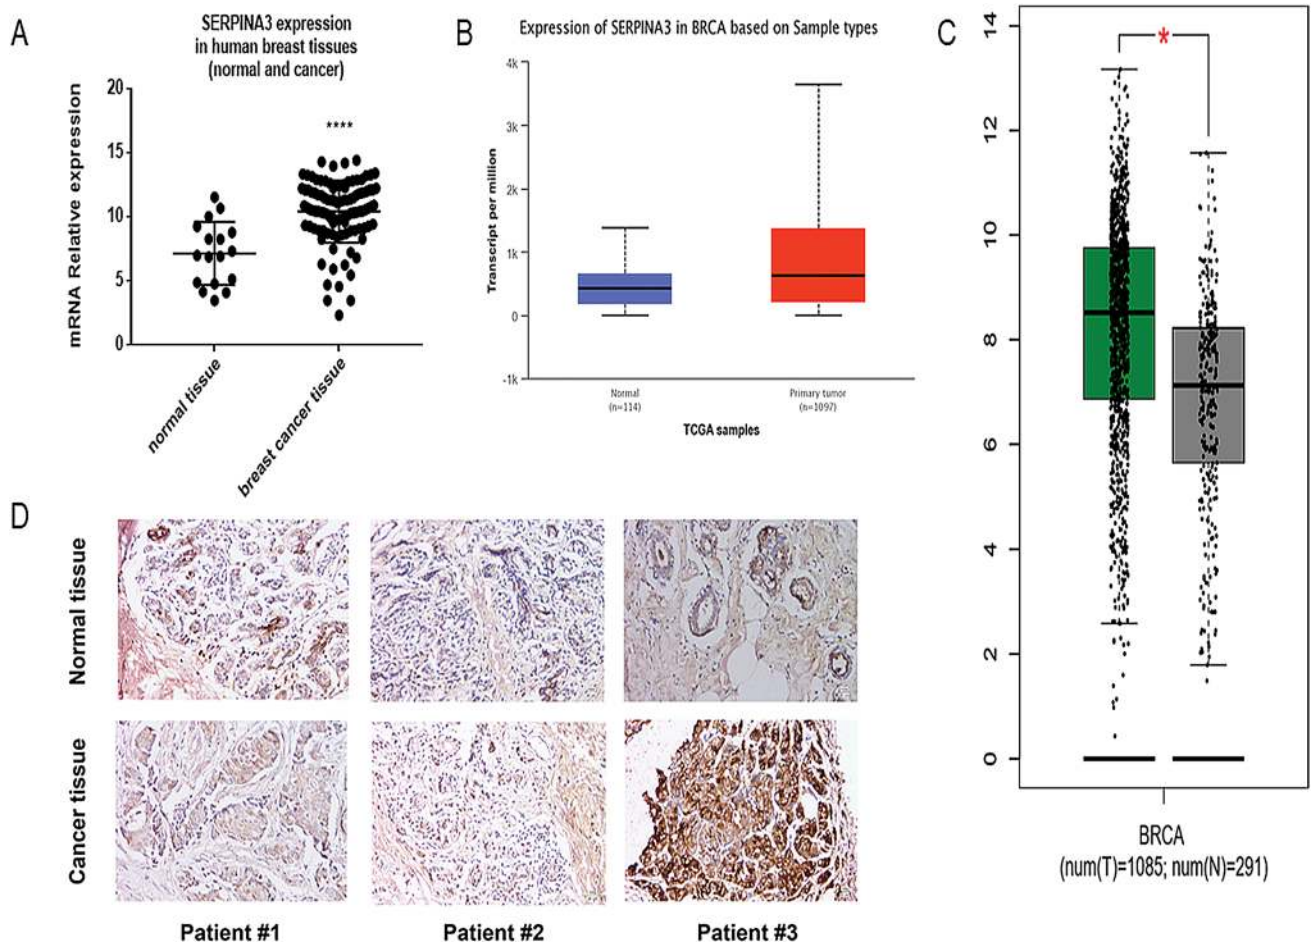 A
SERPINA3 expression
in human breast tissues
(normal and cancer)
mRNA Relative expression
20
15
10
5
0
****
normal tissue
breast cancer tissue
B
Expression of SERPINA3 in BRCA based on Sample types
Transcript per million
4k
3k
2k
1k
0
-1k
Normal
(n=114)
Primary tumor
(n=1097)
TCGA samples
C
14
12
10
8
6
4
2
0
*
BRCA
(num(T)=1085; num(N)=291)
D
Normal tissue
Cancer tissue
Patient #1
Patient #2
Patient #3